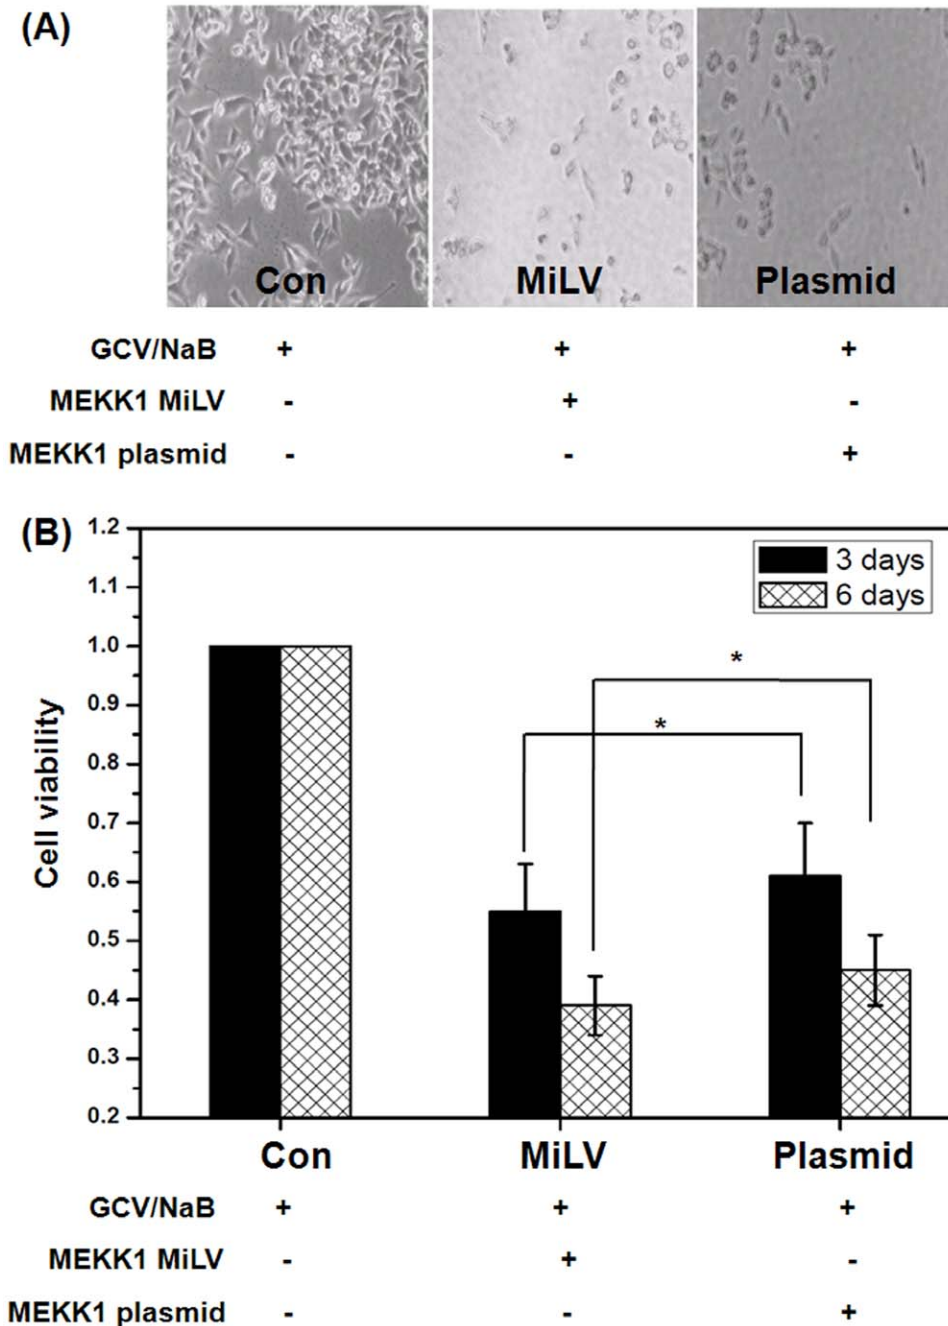 (A)
Con MiLV Plasmid
GCV/NaB + + +
MEKK1 MiLV - + -
MEKK1 plasmid - - +
(B)
1.2
1.1
1.0
0.9
0.8
0.7
0.6
0.5
0.4
0.3
0.2
Cell viability
3 days
6 days
*
*
Con MiLV Plasmid
GCV/NaB + + +
MEKK1 MiLV - + -
MEKK1 plasmid - - +